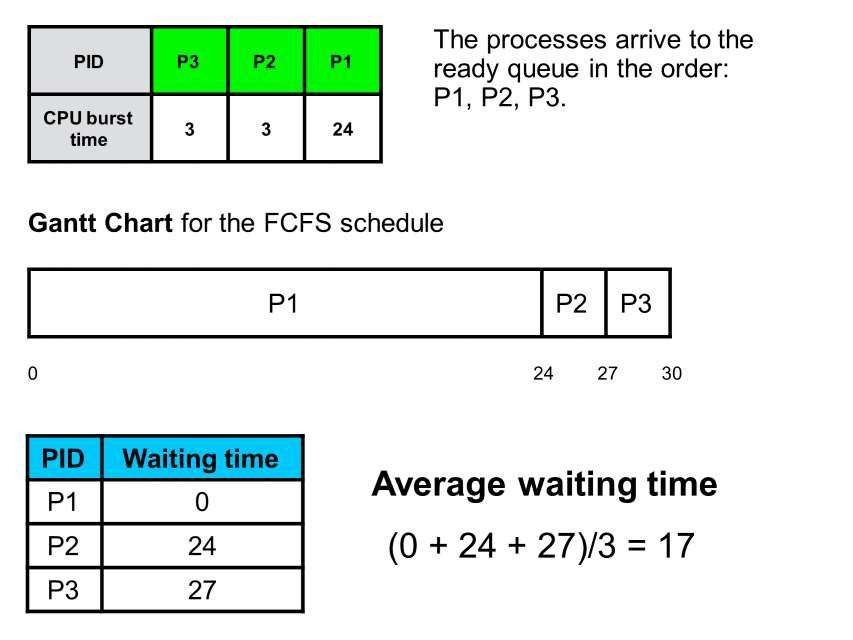 PID P3 P2 P1
CPU burst
time
3 3 24
The processes arrive to the
ready queue in the order:
P1, P2, P3.
Gantt Chart for the FCFS schedule
P1 P2 P3
0 24 27 30
PID Waiting time
P1 0
P2 24
P3 27
Average waiting time
(0 + 24 + 27)/3 = 17